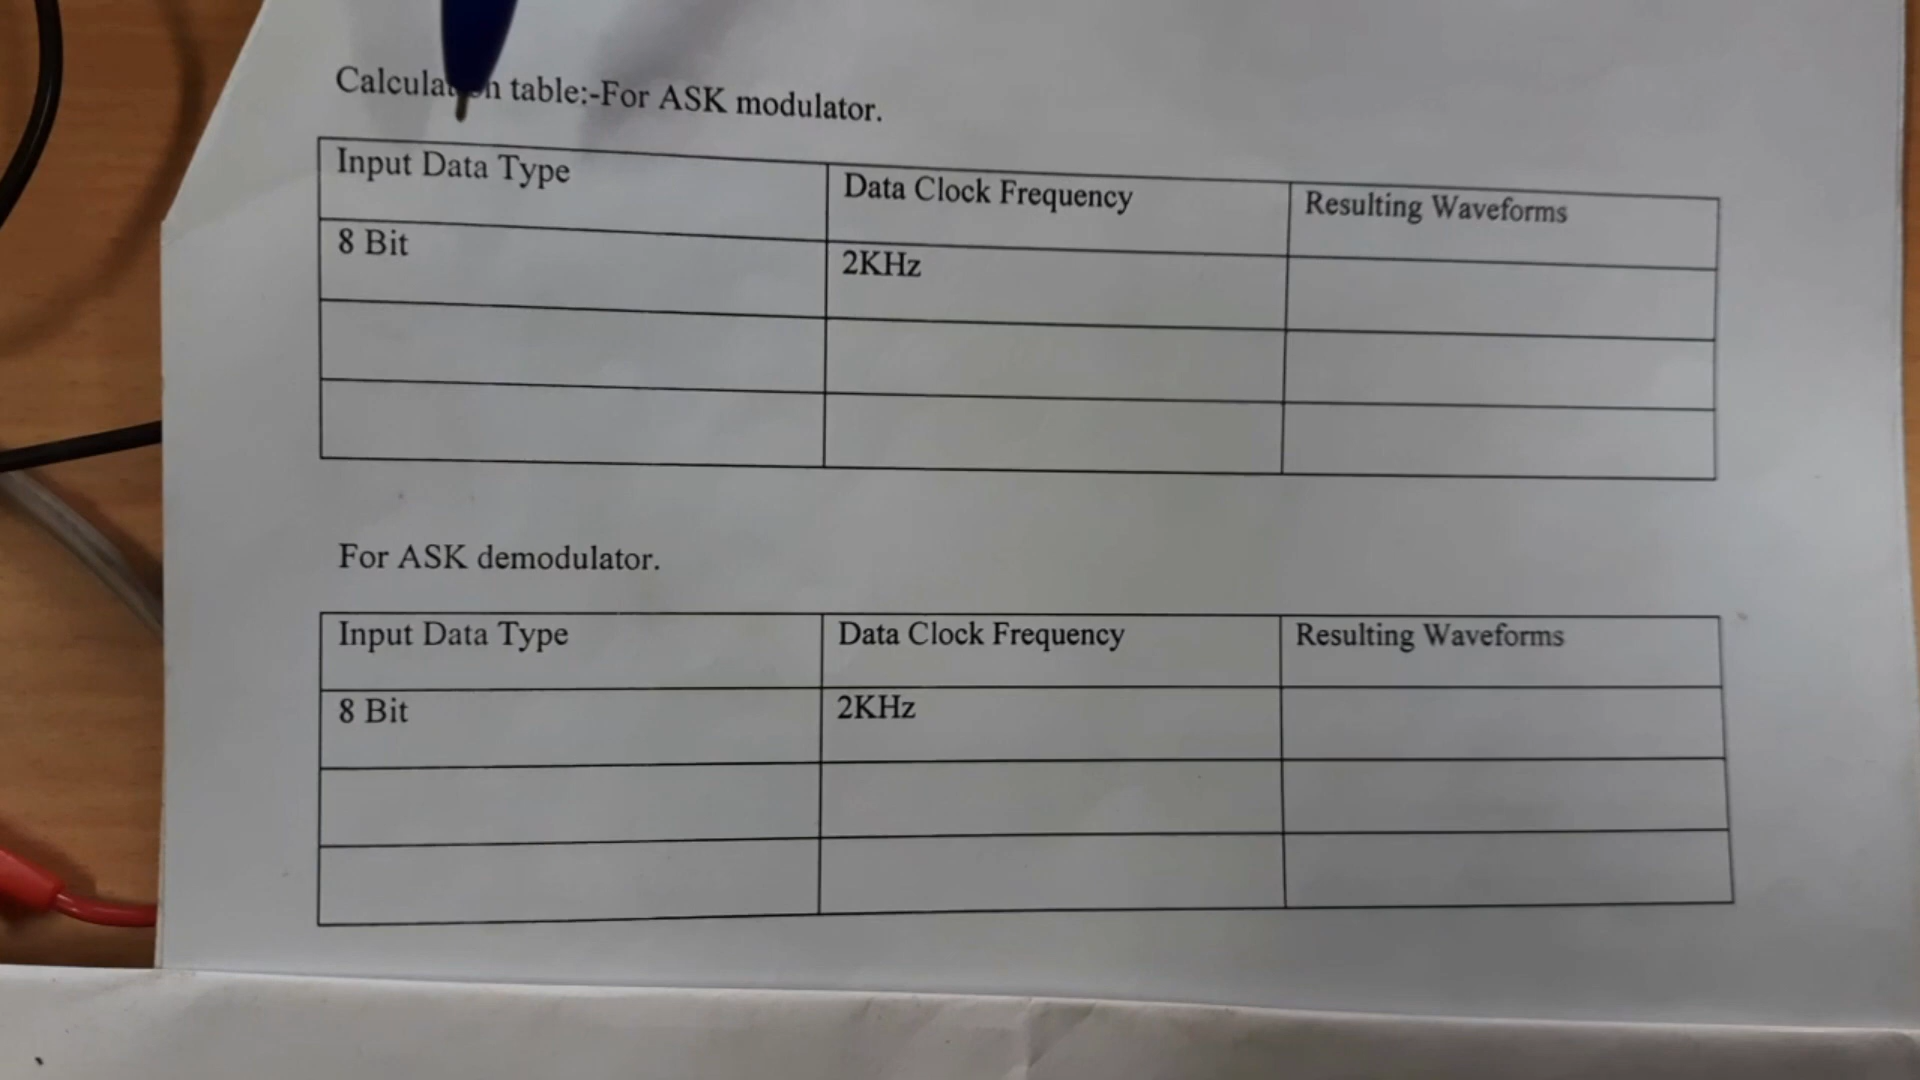 Calculation table:-For ASK modulator.
Input Data Type Data Clock Frequency Resulting Waveforms
8 Bit 2KHz
For ASK demodulator.
Input Data Type Data Clock Frequency Resulting Waveforms
8 Bit 2KHz